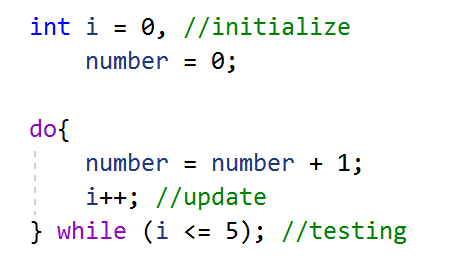 int i = 0, //initialize
    number = 0;

do{
    number = number + 1;
    i++; //update
} while (i <= 5); //testing